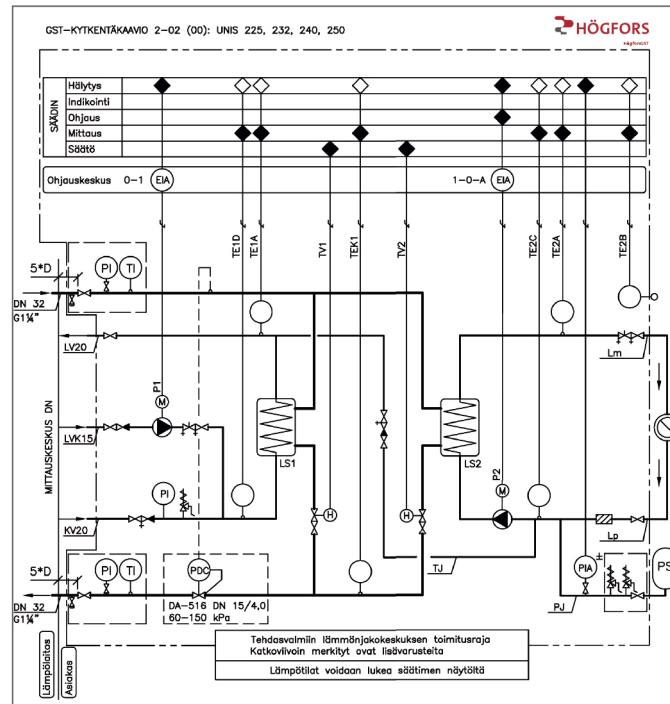 GST-KYTKENTÄKAAVIO 2-02 (00): UNIS 225, 232, 240, 250
HÖGFORS
HögforsGST
SÄÄDIN
Hälytys
Indikointi
Ohjaus
Mittaus
Säätö
Ohjauskeskus 0-1 EIA 1-0-A EIA
TE1D
TE1A
TV1
TEK1
TV2
TE2C
TE2A
TE2B
5*D
PI TI
DN 32
G1¼"
LV20
Lm
P1
M
LVK15
LS1
LS2
MITTAUSKESKUS DN
P2
M
PI
H
H
KV20
Lp
5*D
PI TI
PDC
TJ
PIA
±
PS
DN 32
G1¼"
DA-516 DN 15/4,0
60-150 kPa
PJ
Lämpölaitos
Asiakas
Tehdasvalmiin lämmönjakokeskuksen toimitusraja
Katkoviivoin merkityt ovat lisävarusteita
Lämpötilat voidaan lukea säätimen näytöltä